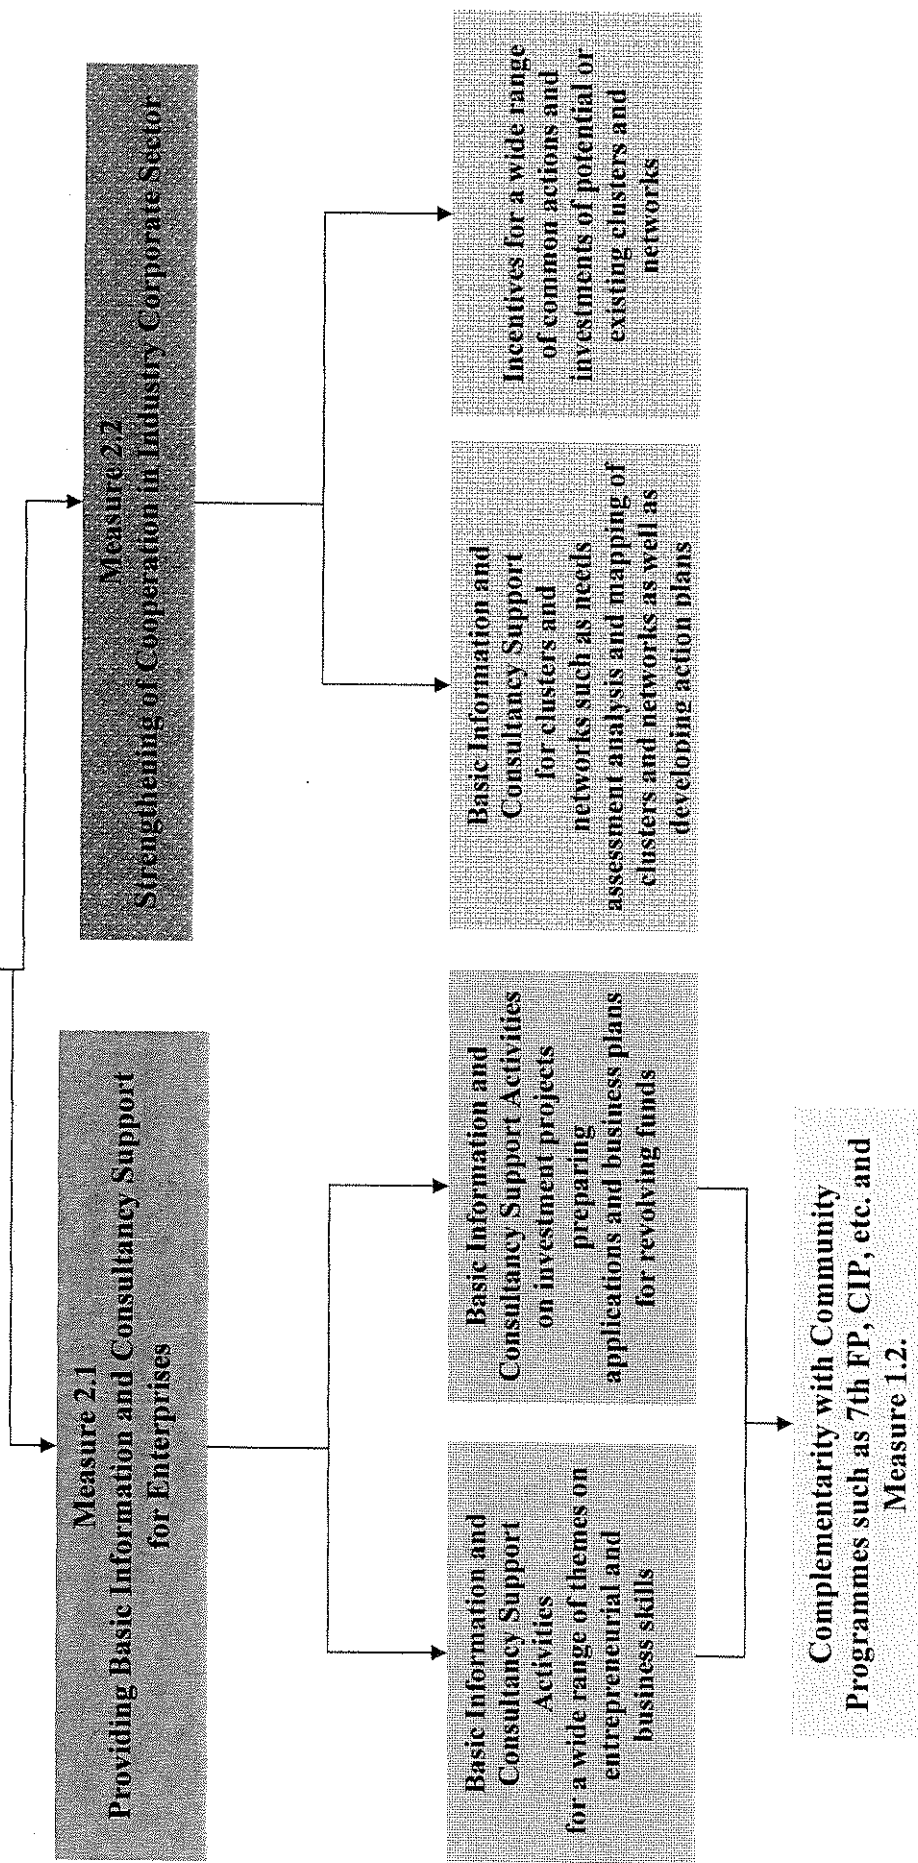 Measure 2.1
Providing Basic Information and Consultancy Support
for Enterprises
Measure 2.2
Strengthening of Cooperation in Industry Corporate Sector
Basic Information and
Consultancy Support
Activities
for a wide range of themes on
entrepreneurial and
business skills
Basic Information and
Consultancy Support Activities
on investment projects
preparing
applications and business plans
for revolving funds
Basic Information and
Consultancy Support
for clusters and
networks such as needs
assessment analysis and mapping of
clusters and networks as well as
developing action plans
Incentives for a wide range
of common actions and
investments of potential or
existing clusters and
networks
Complementarity with Community
Programmes such as 7th FP, CIP, etc. and
Measure 1.2.